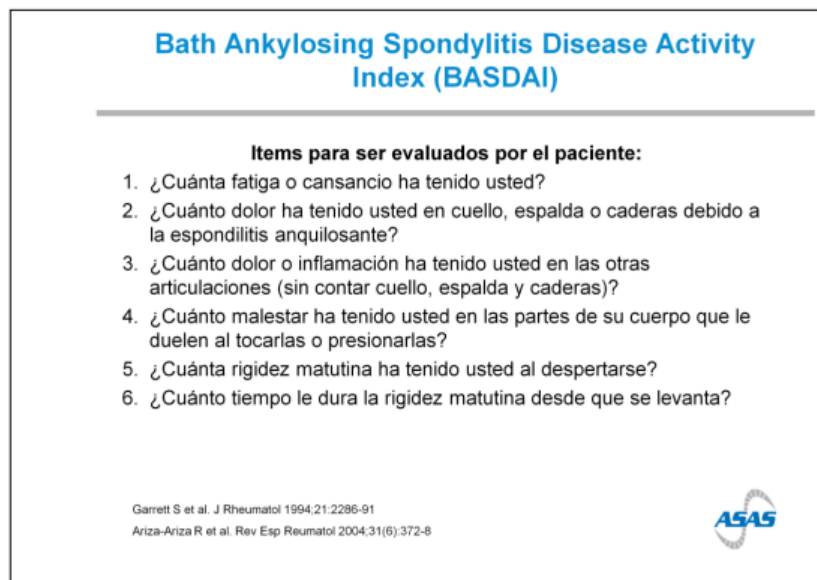 Bath Ankylosing Spondylitis Disease Activity
Index (BASDAI)
Items para ser evaluados por el paciente:
1. ¿Cuánta fatiga o cansancio ha tenido usted?
2. ¿Cuánto dolor ha tenido usted en cuello, espalda o caderas debido a
la espondilitis anquilosante?
3. ¿Cuánto dolor o inflamación ha tenido usted en las otras
articulaciones (sin contar cuello, espalda y caderas)?
4. ¿Cuánto malestar ha tenido usted en las partes de su cuerpo que le
duelen al tocarlas o presionarlas?
5. ¿Cuánta rigidez matutina ha tenido usted al despertarse?
6. ¿Cuánto tiempo le dura la rigidez matutina desde que se levanta?
Garrett S et al. J Rheumatol 1994;21:2286-91
Ariza-Ariza R et al. Rev Esp Reumatol 2004;31(6):372-8
ASAS